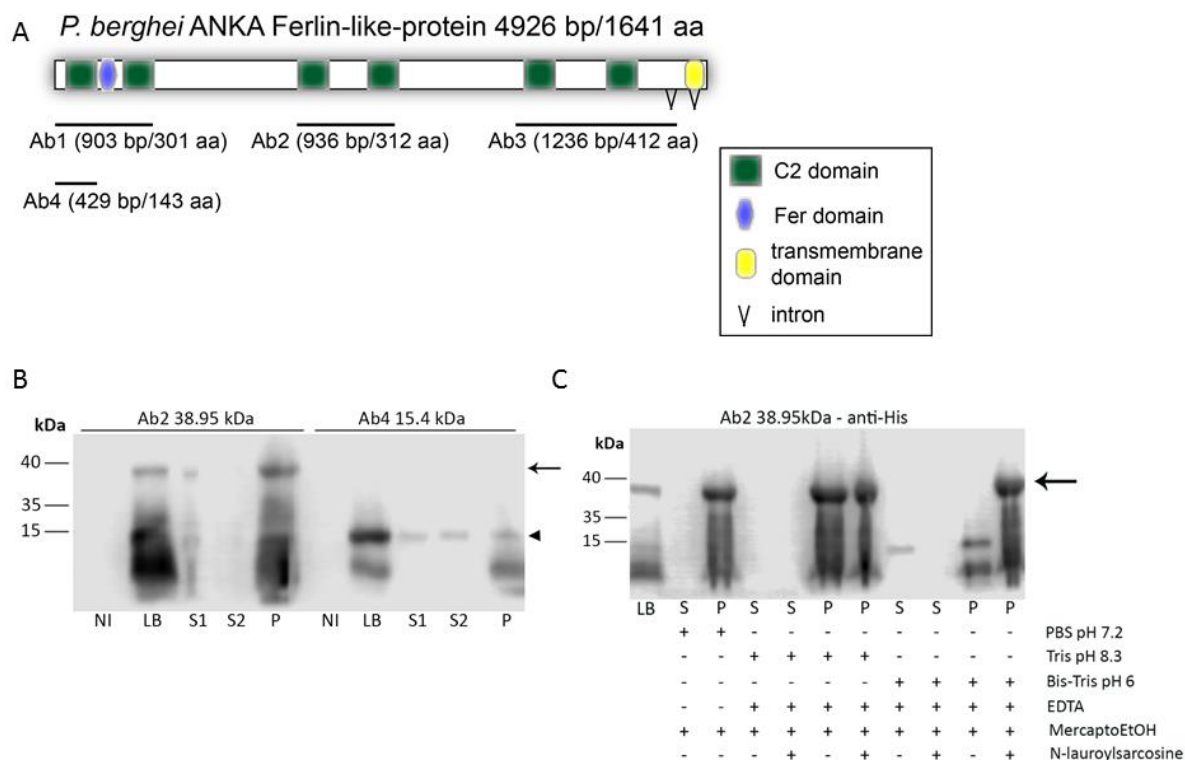 A
P. berghei ANKA Ferlin-like-protein 4926 bp/1641 aa
Ab1 (903 bp/301 aa)
Ab2 (936 bp/312 aa)
Ab3 (1236 bp/412 aa)
Ab4 (429 bp/143 aa)
C2 domain
Fer domain
transmembrane
domain
intron
B
Ab2 38.95 kDa
Ab4 15.4 kDa
kDa
40
35
15
NI LB S1 S2 P NI LB S1 S2 P
C
Ab2 38.95kDa - anti-His
kDa
40
35
15
LB S P S S P P S S P P
+ + - - - - - - - - PBS pH 7.2
- - + + + + - - - - Tris pH 8.3
- - - - - - + + + + Bis-Tris pH 6
- - + + + + + + + + EDTA
+ + + + + + + + + + MercaptoEtOH
- - - + - + - + - + N-lauroylsarcosine